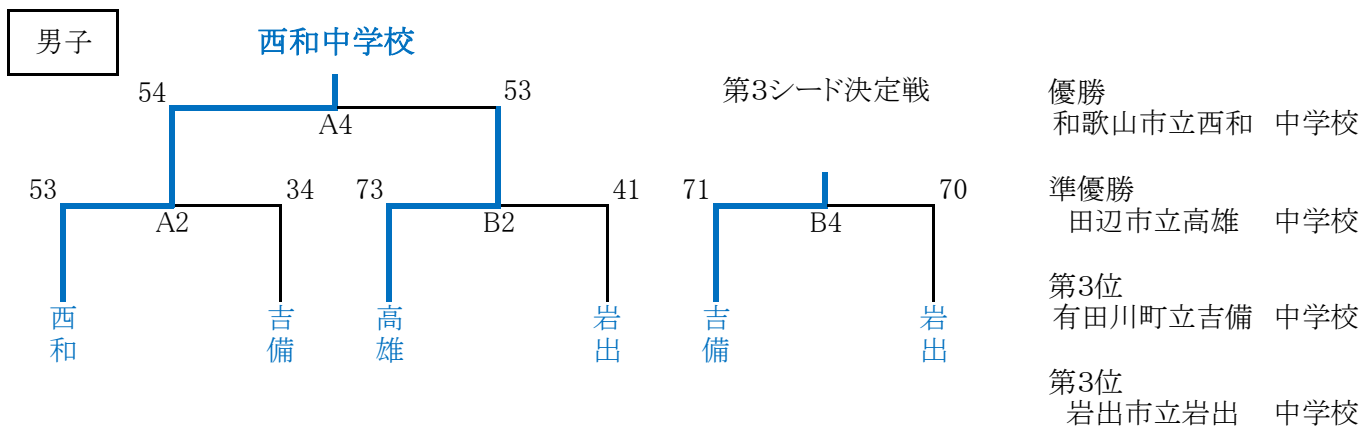 男子
西和中学校
54
53
A4
53
34
73
41
A2
B2
西和
吉備
高雄
岩出
第3シード決定戦
71
70
B4
吉備
岩出
優勝
和歌山市立西和 中学校
準優勝
田辺市立高雄 中学校
第3位
有田川町立吉備 中学校
第3位
岩出市立岩出 中学校